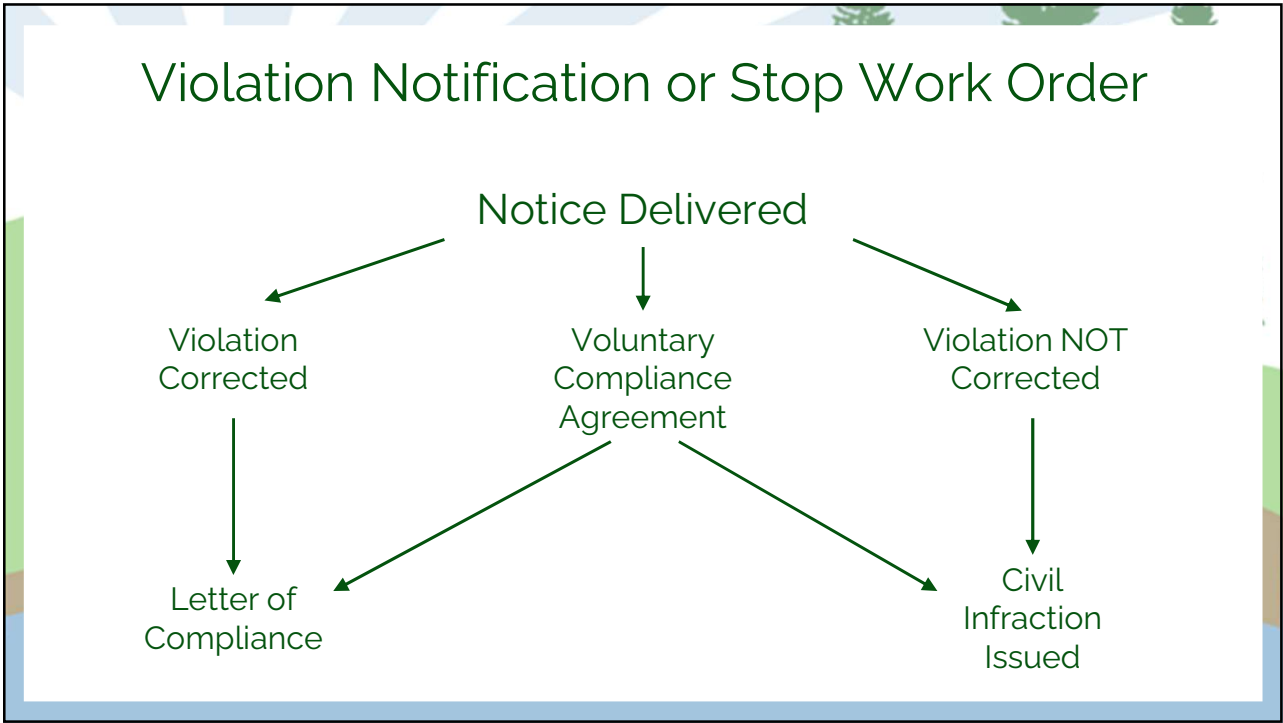 Violation Notification or Stop Work Order
Notice Delivered
Violation
Corrected
Voluntary
Compliance
Agreement
Violation NOT
Corrected
Letter of
Compliance
Civil
Infraction
Issued